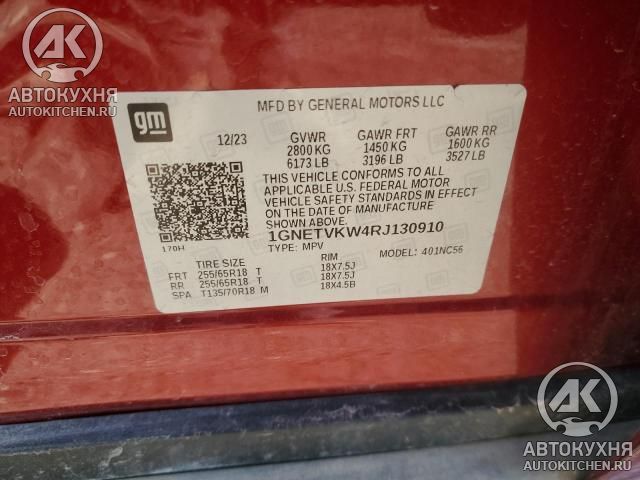 АК
АВТОКУХНЯ
AUTOKITCHEN.RU
gm
MFD BY GENERAL MOTORS LLC
12/23
GVWR GAWR FRT GAWR RR
2800 KG 1450 KG 1600 KG
6173 LB 3196 LB 3527 LB
THIS VEHICLE CONFORMS TO ALL
APPLICABLE U.S. FEDERAL MOTOR
VEHICLE SAFETY STANDARDS IN EFFECT
ON THE DATE OF MANUFACTURE
SHOWN ABOVE.
1GNETVKW4RJ130910
170H
TYPE: MPV MODEL: 401NC56
TIRE SIZE RIM
FRT 255/65R18 T 18X7.5J
RR 255/65R18 T 18X7.5J
SPA T135/70R18 M 18X4.5B
АК
АВТОКУХНЯ
AUTOKITCHEN.RU